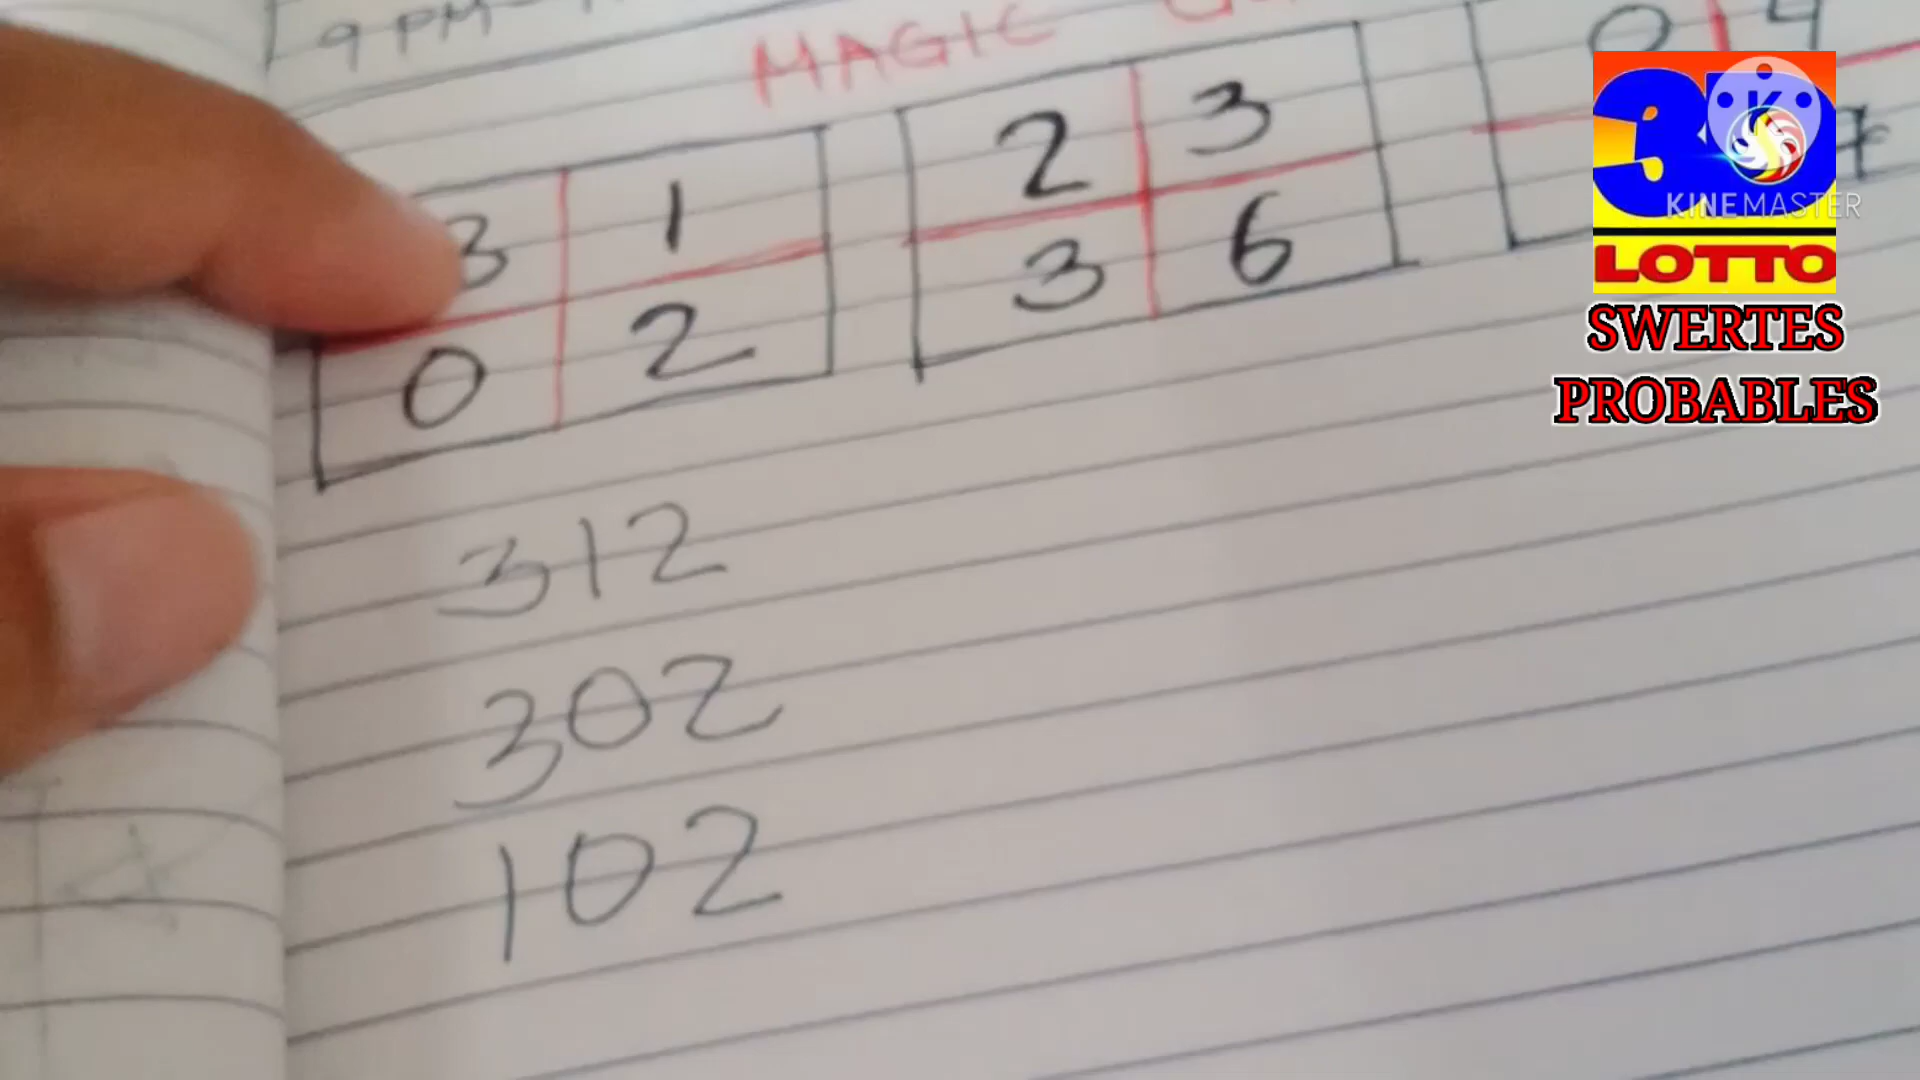 9 PM-
MAGIC
3 1
0 2
2 3
3 6
4
312
302
102
3D
K
KINEMASTER
LOTTO
SWERTES
PROBABLES